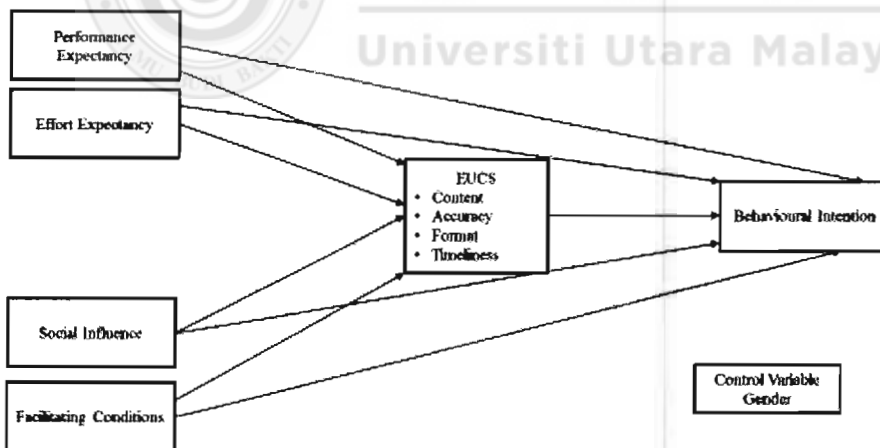 Performance
Expectancy
Universiti Utara Malay
Effort Expectancy
EUCS
• Content
• Accuracy
• Format
• Timeliness
Behavioural Intention
Social Influence
Control Variable
Gender
Facilitating Conditions